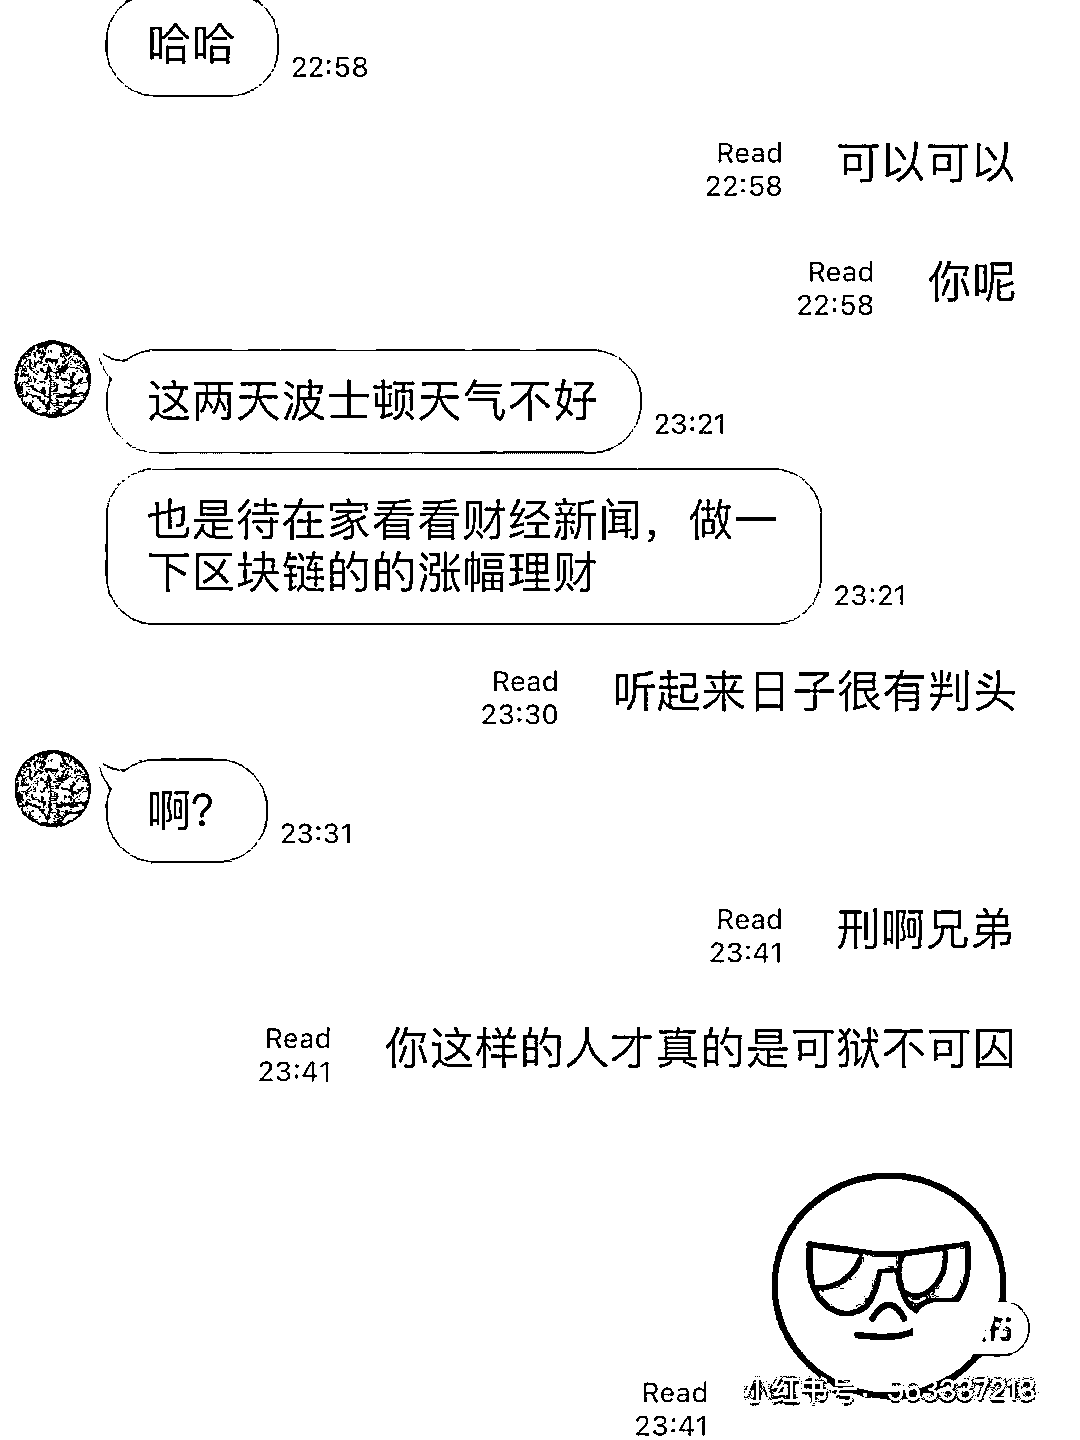 哈哈
22:58
Read
22:58
可以可以
Read
22:58
你呢
这两天波士顿天气不好
23:21
也是待在家看看财经新闻，做一
下区块链的的涨幅理财
23:21
Read
23:30
听起来日子很有判头
啊?
23:31
Read
23:41
刑啊兄弟
Read
23:41
你这样的人才真的是可狱不可囚
Read
23:41
小红书号